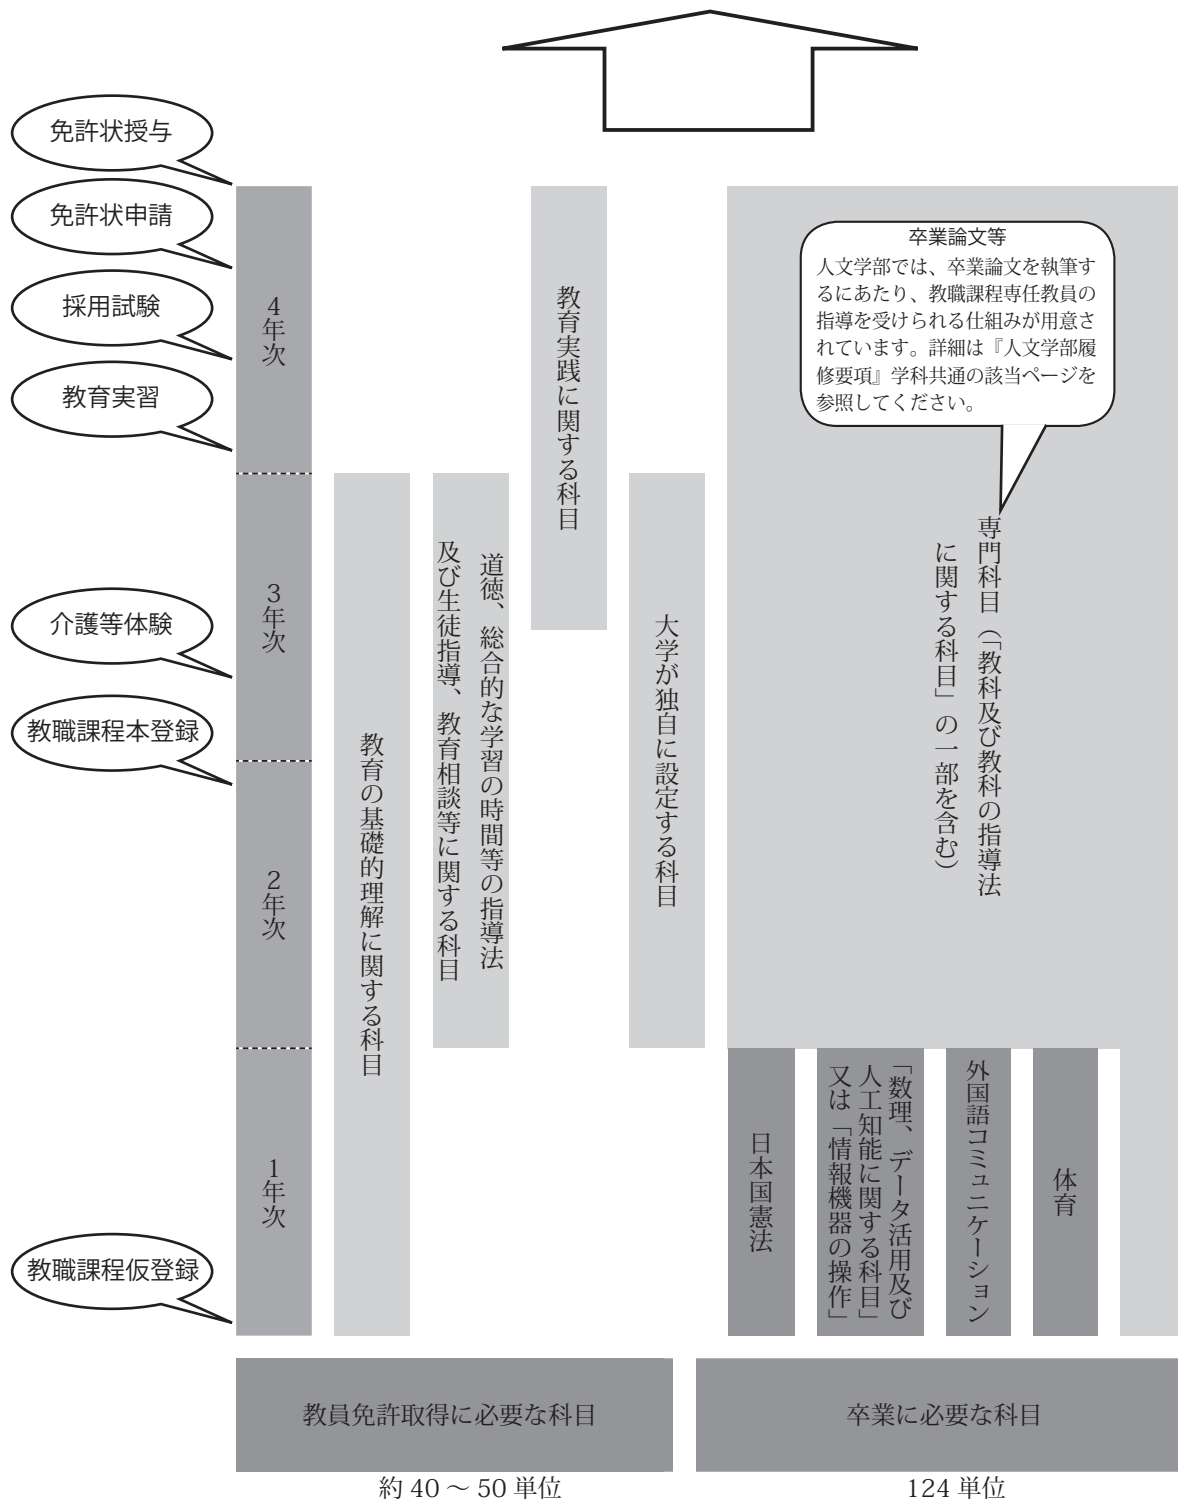 免許状授与
免許状申請
採用試験
教育実習
介護等体験
教職課程本登録
教職課程仮登録
4年次
3年次
2年次
1年次
教育の基礎的理解に関する科目
道徳、総合的な学習の時間等の指導法
及び生徒指導、教育相談等に関する科目
教育実践に関する科目
大学が独自に設定する科目
卒業論文等
人文学部では、卒業論文を執筆す
るにあたり、教職課程専任教員の
指導を受けられる仕組みが用意さ
れています。詳細は『人文学部履
修要項』学科共通の該当ページを
参照してください。
専門科目（「教科及び教科の指導法
に関する科目」の一部を含む）
日本国憲法
「数理、データ活用及び
人工知能に関する科目」
又は「情報機器の操作」
外国語コミュニケーション
体育
教員免許取得に必要な科目
卒業に必要な科目
約 40 ～ 50 単位
124 単位